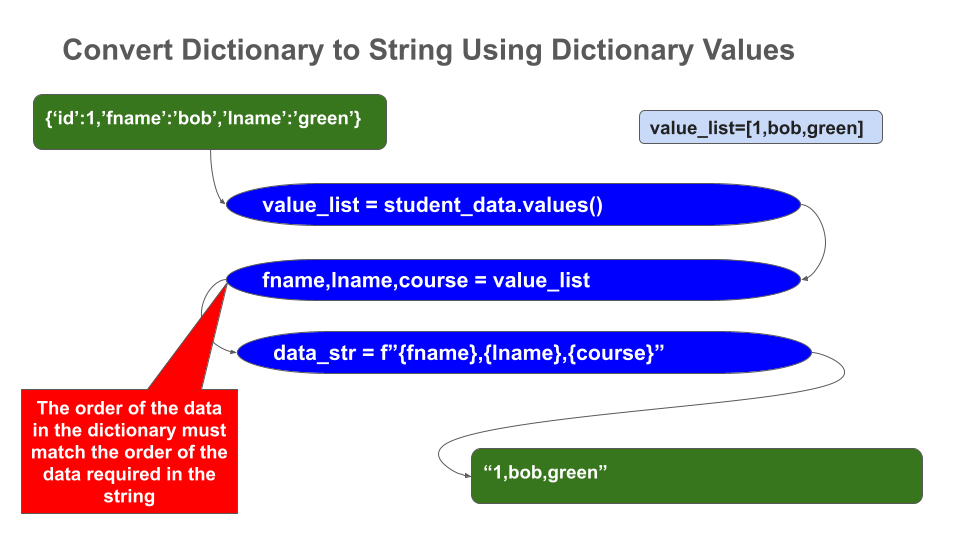 Convert Dictionary to String Using Dictionary Values
{‘id’:1,’fname’:’bob’,’lname’:’green’}
value_list=[1,bob,green]
value_list = student_data.values()
fname,lname,course = value_list
data_str = f”{fname},{lname},{course}”
The order of the data
in the dictionary must
match the order of the
data required in the
string
“1,bob,green”